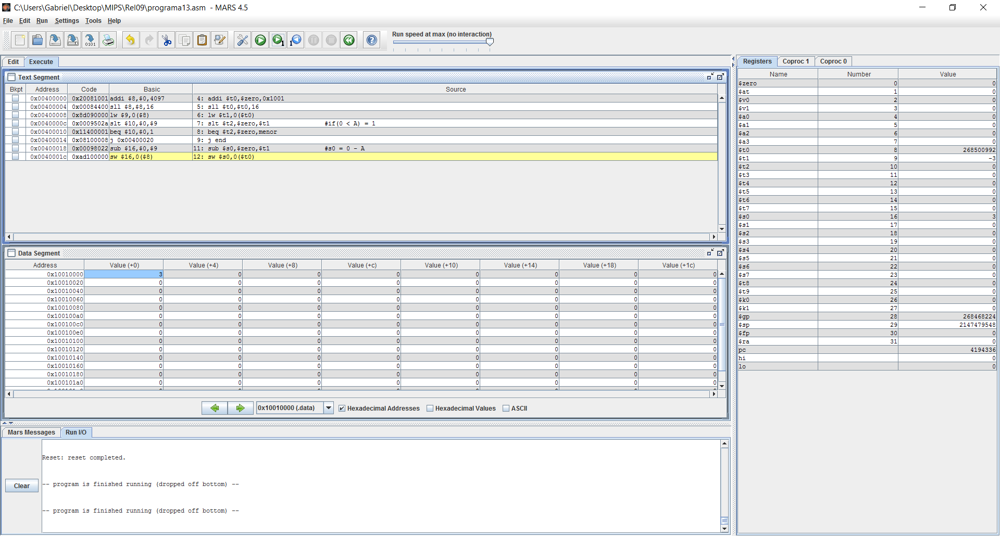 C:\Users\Gabriel\Desktop\MIPS\Rel09\programa13.asm - MARS 4.5
File Edit Run Settings Tools Help
Run speed at max (no interaction)
Edit Execute
Text Segment
Bkpt Address Code Basic Source
0x00400000 0x20081001 addi $8,$0,4097 4: addi $t0,$zero,0x1001
0x00400004 0x00084400 sll $8,$8,16 5: sll $t0,$t0,16
0x00400008 0x8d090000 lw $9,0($8) 6: lw $t1,0($t0)
0x0040000c 0x0009502a slt $10,$0,$9 7: slt $t2,$zero,$t1 #if(0 < A) = 1
0x00400010 0x11400001 beq $10,$0,1 8: beq $t2,$zero,menor
0x00400014 0x08100008 j 0x00400020 9: j end
0x00400018 0x00098022 sub $16,$0,$9 11: sub $s0,$zero,$t1 #s0 = 0 - A
0x0040001c 0xad100000 sw $16,0($8) 12: sw $s0,0($t0)
Data Segment
Address Value (+0) Value (+4) Value (+8) Value (+c) Value (+10) Value (+14) Value (+18) Value (+1c)
0x10010000 3 0 0 0 0 0 0 0
0x10010020 0 0 0 0 0 0 0 0
0x10010040 0 0 0 0 0 0 0 0
0x10010060 0 0 0 0 0 0 0 0
0x10010080 0 0 0 0 0 0 0 0
0x100100a0 0 0 0 0 0 0 0 0
0x100100c0 0 0 0 0 0 0 0 0
0x100100e0 0 0 0 0 0 0 0 0
0x10010100 0 0 0 0 0 0 0 0
0x10010120 0 0 0 0 0 0 0 0
0x10010140 0 0 0 0 0 0 0 0
0x10010160 0 0 0 0 0 0 0 0
0x10010180 0 0 0 0 0 0 0 0
0x100101a0 0 0 0 0 0 0 0 0
0x10010000 (.data) Hexadecimal Addresses Hexadecimal Values ASCII
Mars Messages Run I/O
Reset: reset completed.
-- program is finished running (dropped off bottom) --
-- program is finished running (dropped off bottom) --
Clear
Registers Coproc 1 Coproc 0
Name Number Value
$zero 0 0
$at 1 0
$v0 2 0
$v1 3 0
$a0 4 0
$a1 5 0
$a2 6 0
$a3 7 0
$t0 8 268500992
$t1 9 -3
$t2 10 0
$t3 11 0
$t4 12 0
$t5 13 0
$t6 14 0
$t7 15 0
$s0 16 3
$s1 17 0
$s2 18 0
$s3 19 0
$s4 20 0
$s5 21 0
$s6 22 0
$s7 23 0
$t8 24 0
$t9 25 0
$k0 26 0
$k1 27 0
$gp 28 268468224
$sp 29 2147479548
$fp 30 0
$ra 31 0
pc 4194336
hi 0
lo 0